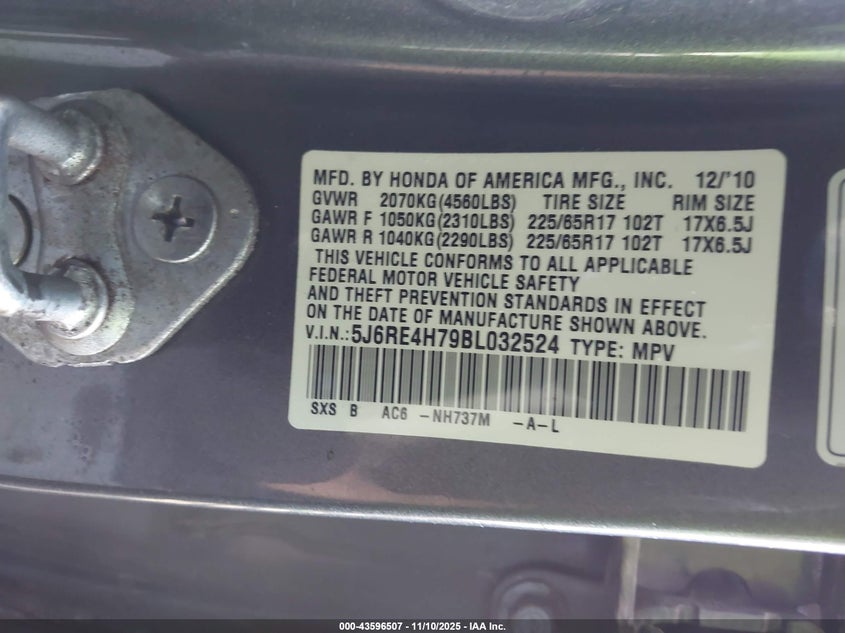 MFD. BY HONDA OF AMERICA MFG., INC. 12/'10
GVWR 2070KG(4560LBS) TIRE SIZE RIM SIZE
GAWR F 1050KG(2310LBS) 225/65R17 102T 17X6.5J
GAWR R 1040KG(2290LBS) 225/65R17 102T 17X6.5J
THIS VEHICLE CONFORMS TO ALL APPLICABLE
FEDERAL MOTOR VEHICLE SAFETY
AND THEFT PREVENTION STANDARDS IN EFFECT
ON THE DATE OF MANUFACTURE SHOWN ABOVE.
V.I.N.:5J6RE4H79BL032524 TYPE: MPV
SXS B AC6 -NH737M -A-L
000-43596507 - 11/10/2025 - IAA Inc.